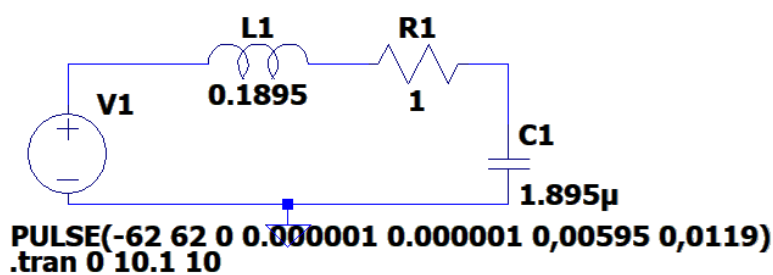 L1
R1
0.1895
1
V1
C1
1.895µ
PULSE(-62 62 0 0.000001 0.000001 0,00595 0,0119)
.tran 0 10.1 10